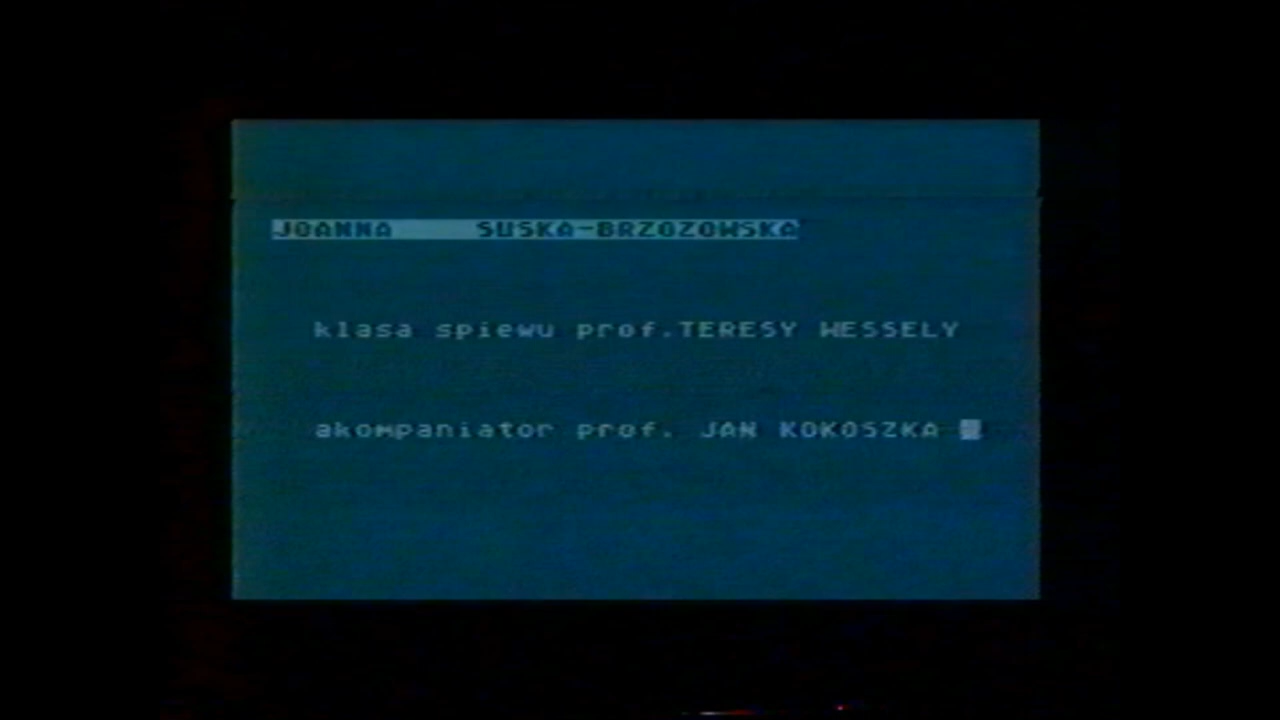 JOANNA SUSKA-BRZOZOWSKA
klasa spiewu prof.TERESY WESSELY
akompaniator prof. JAN KOKOSZKA